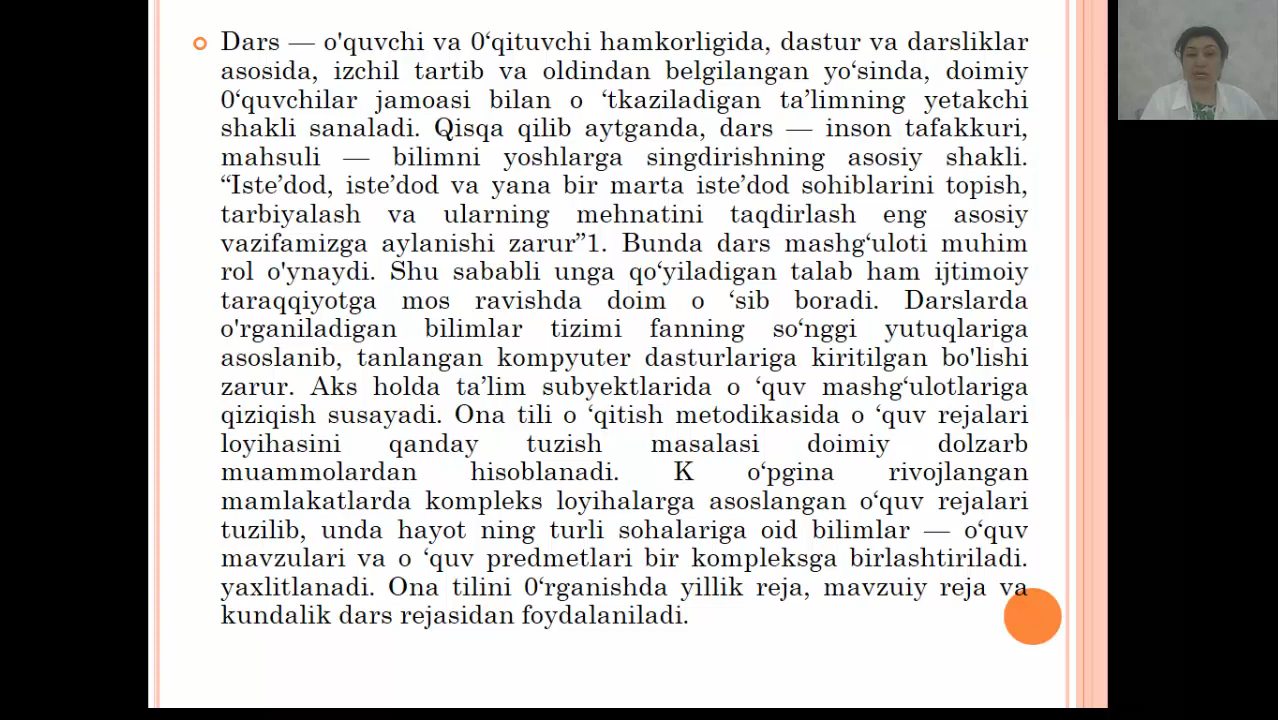 Dars — o'quvchi va 0‘qituvchi hamkorligida, dastur va darsliklar
asosida, izchil tartib va oldindan belgilangan yo‘sinda, doimiy
0‘quvchilar jamoasi bilan o ‘tkaziladigan ta’limning yetakchi
shakli sanaladi. Qisqa qilib aytganda, dars — inson tafakkuri,
mahsuli — bilimni yoshlarga singdirishning asosiy shakli.
“Iste’dod, iste’dod va yana bir marta iste’dod sohiblarini topish,
tarbiyalash va ularning mehnatini taqdirlash eng asosiy
vazifamizga aylanishi zarur”1. Bunda dars mashg‘uloti muhim
rol o'ynaydi. Shu sababli unga qo‘yiladigan talab ham ijtimoiy
taraqqiyotga mos ravishda doim o ‘sib boradi. Darslarda
o'rganiladigan bilimlar tizimi fanning so‘nggi yutuqlariga
asoslanib, tanlangan kompyuter dasturlariga kiritilgan bo'lishi
zarur. Aks holda ta’lim subyektlarida o ‘quv mashg‘ulotlariga
qiziqish susayadi. Ona tili o ‘qitish metodikasida o ‘quv rejalari
loyihasini qanday tuzish masalasi doimiy dolzarb
muammolardan hisoblanadi. K o‘pgina rivojlangan
mamlakatlarda kompleks loyihalarga asoslangan o‘quv rejalari
tuzilib, unda hayot ning turli sohalariga oid bilimlar — o‘quv
mavzulari va o ‘quv predmetlari bir kompleksga birlashtiriladi.
yaxlitlanadi. Ona tilini 0‘rganishda yillik reja, mavzuiy reja va
kundalik dars rejasidan foydalaniladi.